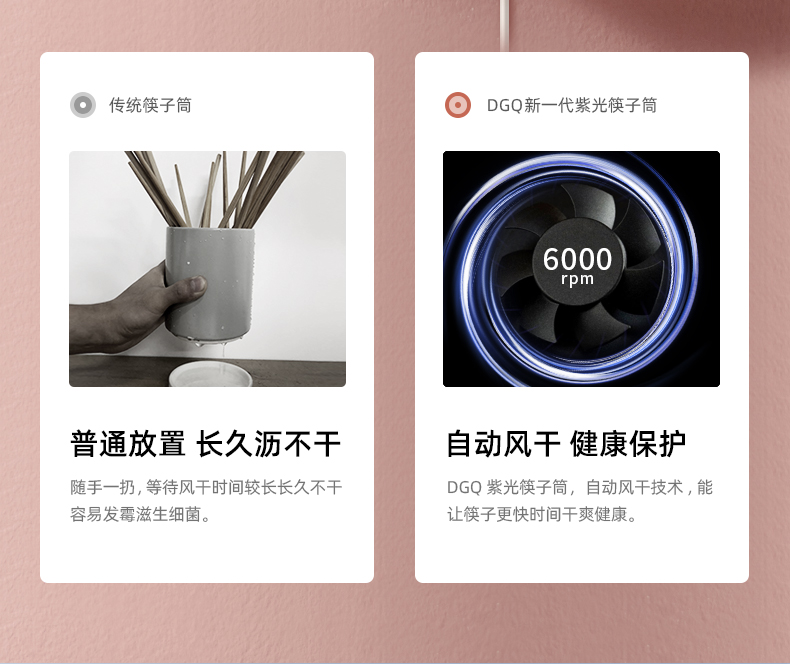 传统筷子筒
普通放置 长久沥不干
随手一扔, 等待风干时间较长长久不干
容易发霉滋生细菌。
DGQ新一代紫光筷子筒
6000
rpm
自动风干 健康保护
DGQ 紫光筷子筒，自动风干技术, 能
让筷子更快时间干爽健康。